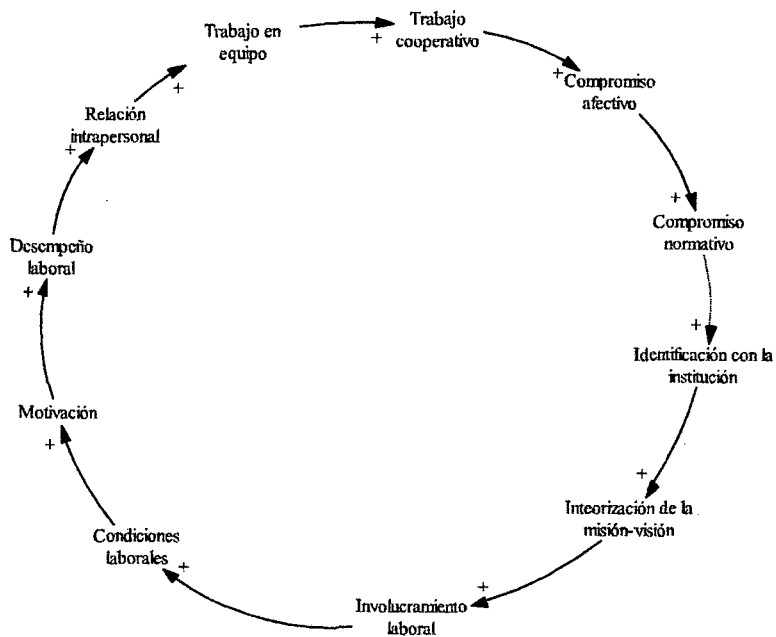 Trabajo en
equipo
+
Trabajo
cooperativo
+
Compromiso
afectivo
+
Compromiso
normativo
+
Identificación con la
institución
+
Inteorización de la
misión-visión
+
Involucramiento
laboral
+
Condiciones
laborales
+
Motivación
+
Desempeño
laboral
+
Relación
intrapersonal
+